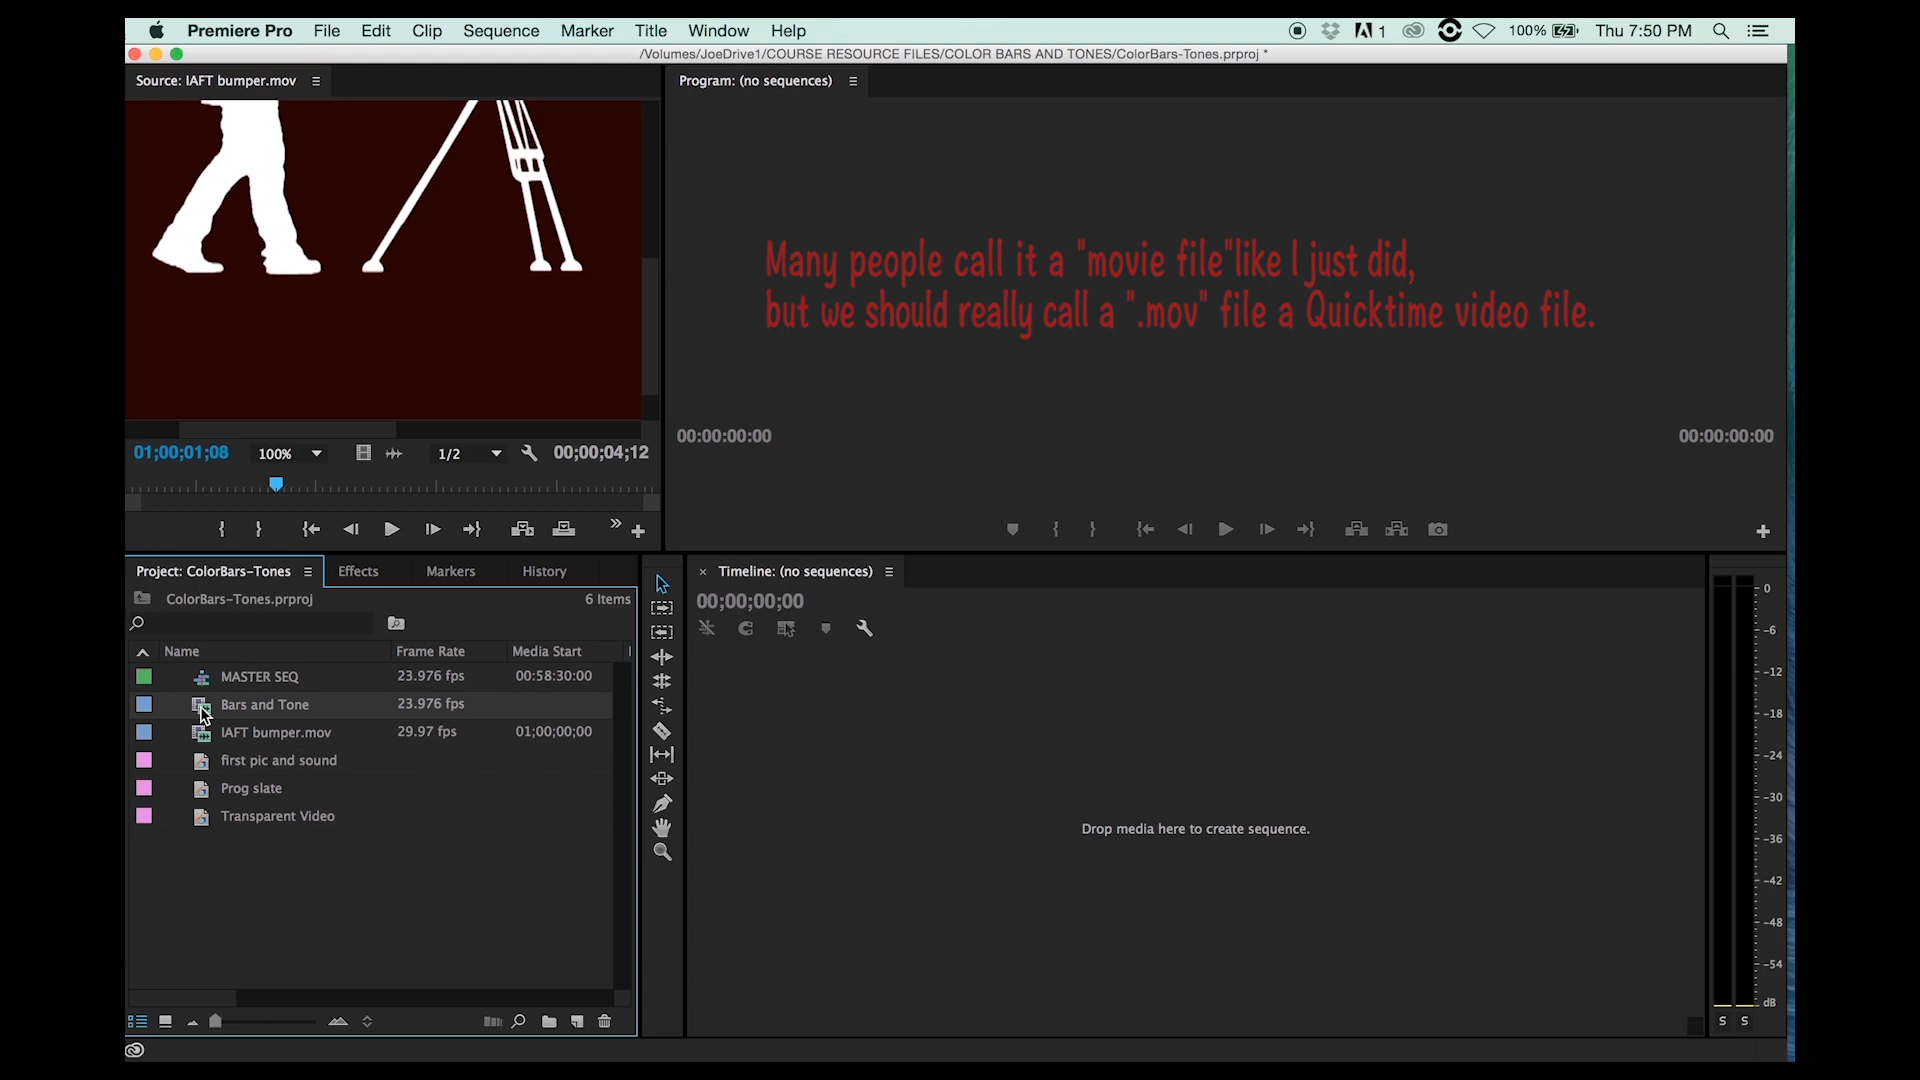 Premiere Pro File Edit Clip Sequence Marker Title Window Help 1 100% Thu 7:50 PM
/Volumes/JoeDrive1/COURSE RESOURCE FILES/COLOR BARS AND TONES/ColorBars-Tones.prproj *
Source: IAFT bumper.mov
Program: (no sequences)
Many people call it a "movie file"like I just did,
but we should really call a ".mov" file a Quicktime video file.
00:00:00:00 00:00:00:00
01;00;01;08 100% 1/2 00;00;04;12
Project: ColorBars-Tones Effects Markers History
ColorBars-Tones.prproj 6 Items
Name Frame Rate Media Start
MASTER SEQ 23.976 fps 00:58:30:00
Bars and Tone 23.976 fps
IAFT bumper.mov 29.97 fps 01;00;00;00
first pic and sound
Prog slate
Transparent Video
× Timeline: (no sequences)
00;00;00;00
Drop media here to create sequence.
0
-6
-12
-18
-24
-30
-36
-42
-48
-54
dB
S S